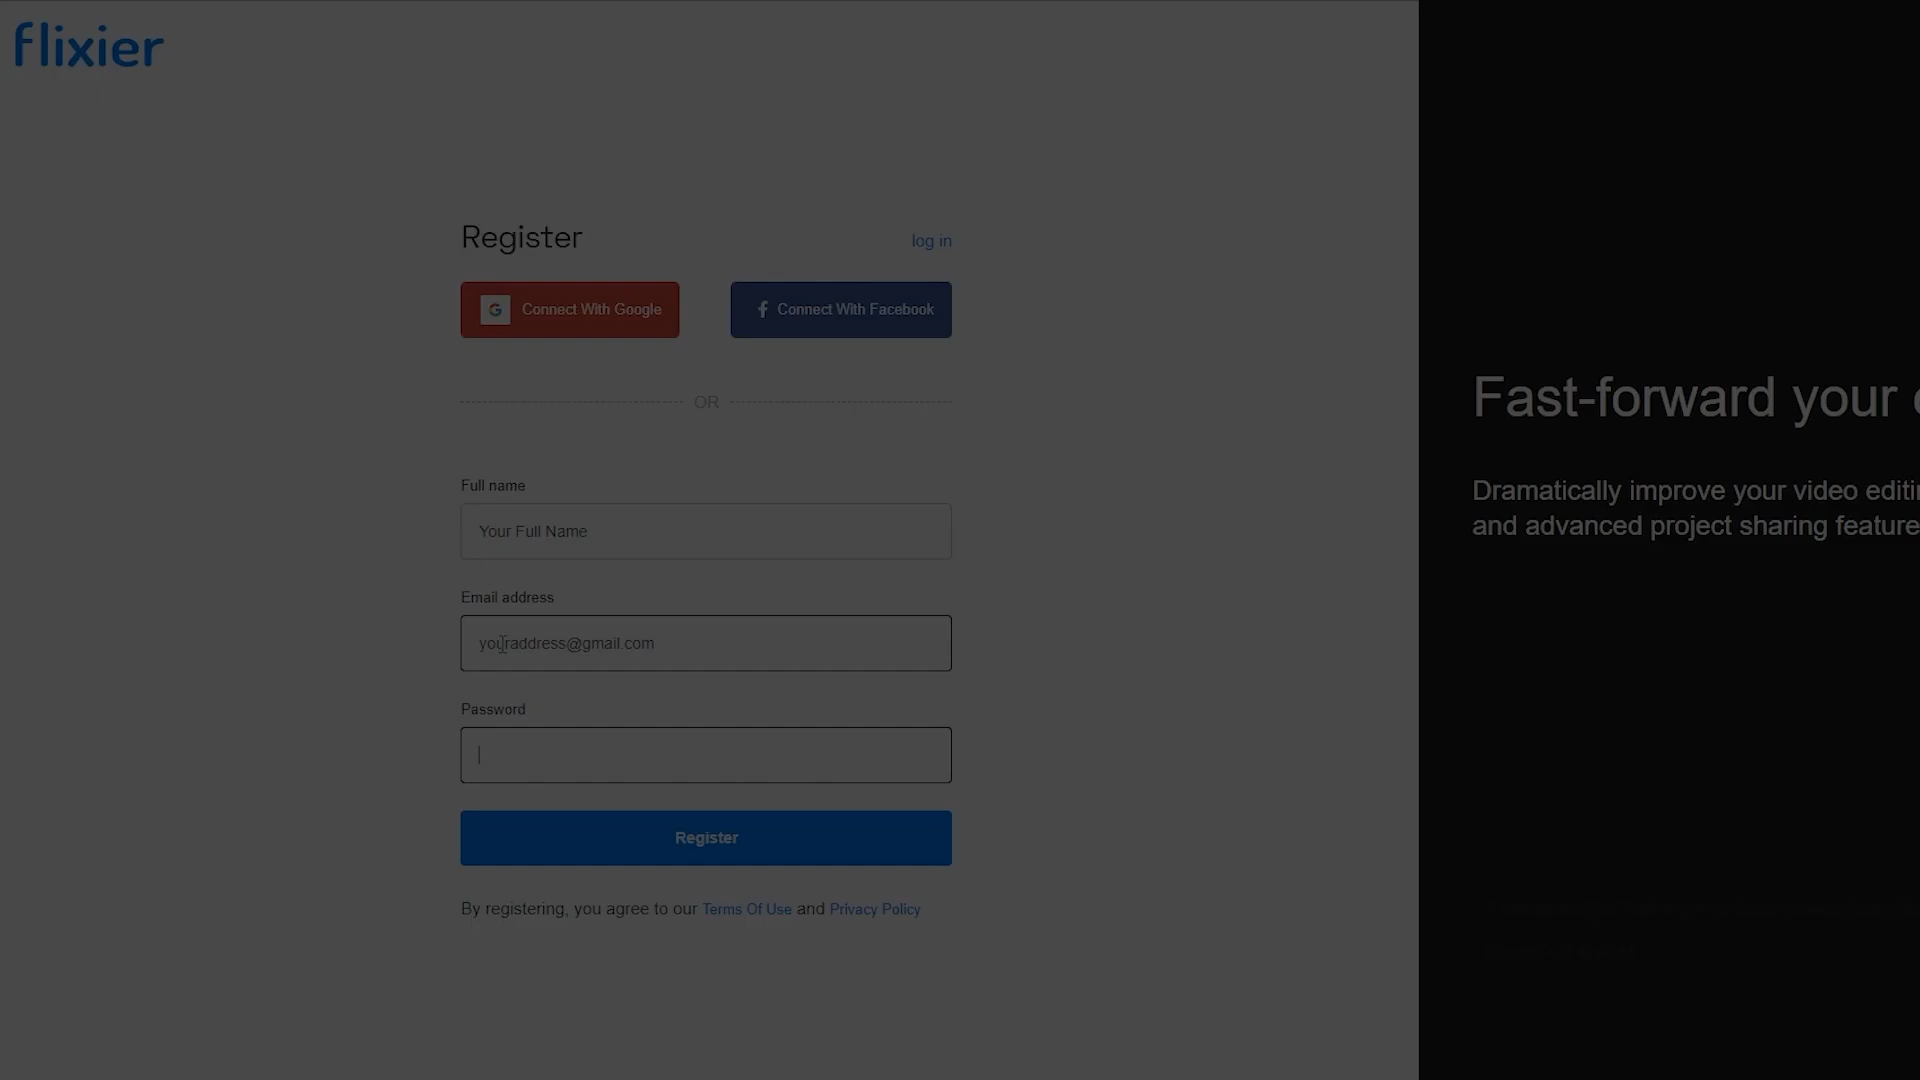 flixier
Register
log in
Connect With Google
Connect With Facebook
OR
Full name
Your Full Name
Email address
youraddress@gmail.com
Password
Register
By registering, you agree to our Terms Of Use and Privacy Policy
Fast-forward your
Dramatically improve your video editi
and advanced project sharing feature